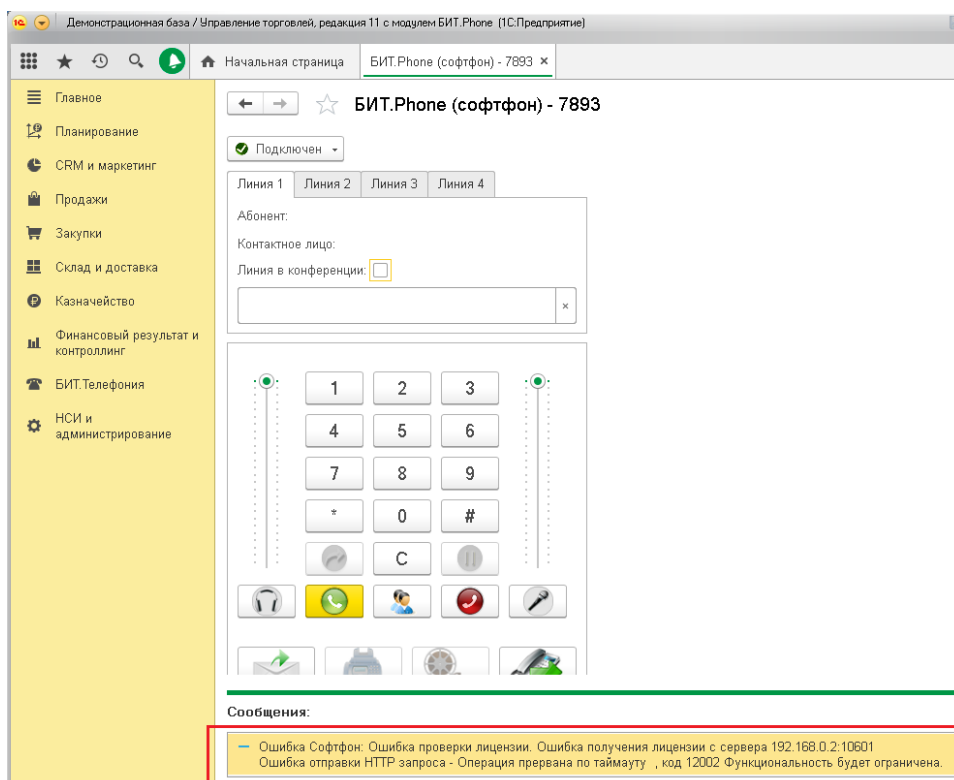 Демонстрационная база / Управление торговлей, редакция 11 с модулем БИТ.Phone (1С:Предприятие)
Начальная страница
БИТ.Phone (софтфон) - 7893 ×
Главное
Планирование
CRM и маркетинг
Продажи
Закупки
Склад и доставка
Казначейство
Финансовый результат и
контроллинг
БИТ.Телефония
НСИ и
администрирование
БИТ.Phone (софтфон) - 7893
Подключен
Линия 1 Линия 2 Линия 3 Линия 4
Абонент:
Контактное лицо:
Линия в конференции:
×
1 2 3
4 5 6
7 8 9
* 0 #
C
Сообщения:
Ошибка Софтфон: Ошибка проверки лицензии. Ошибка получения лицензии с сервера 192.168.0.2:10601
Ошибка отправки HTTP запроса - Операция прервана по таймауту , код 12002 Функциональность будет ограничена.